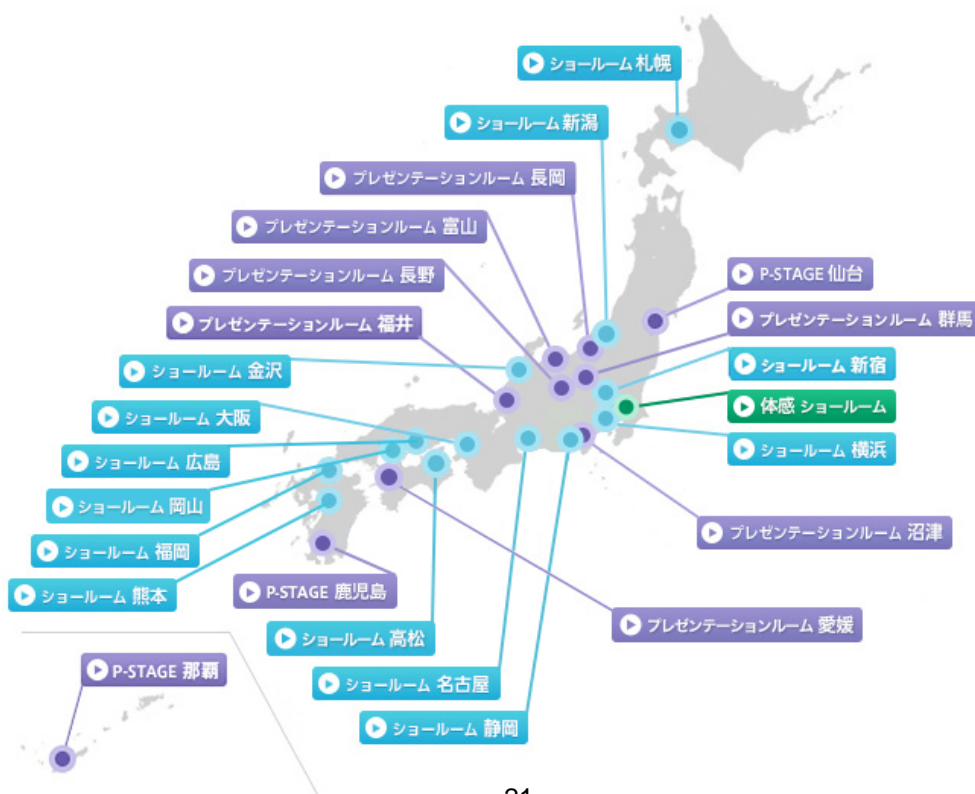 ショールーム 札幌
ショールーム 新潟
プレゼンテーションルーム 長岡
プレゼンテーションルーム 富山
プレゼンテーションルーム 長野
プレゼンテーションルーム 福井
ショールーム 金沢
ショールーム 大阪
ショールーム 広島
ショールーム 岡山
ショールーム 福岡
ショールーム 熊本
P-STAGE 仙台
プレゼンテーションルーム 群馬
ショールーム 新宿
体感 ショールーム
ショールーム 横浜
プレゼンテーションルーム 沼津
P-STAGE 鹿児島
プレゼンテーションルーム 愛媛
ショールーム 高松
P-STAGE 那覇
ショールーム 名古屋
ショールーム 静岡